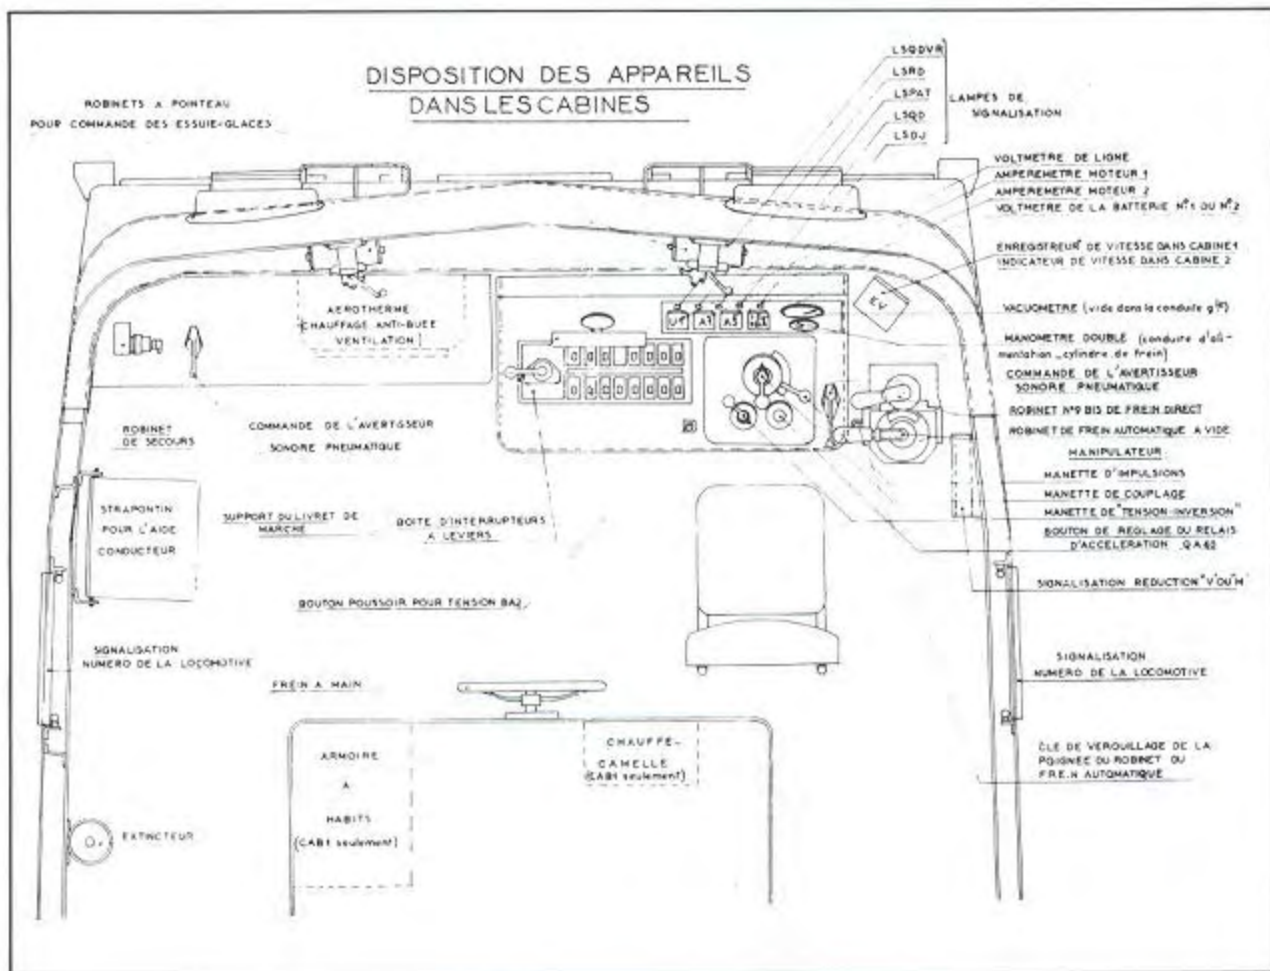 DISPOSITION DES APPAREILS
DANS LES CABINES
ROBINETS A POINTEAU
POUR COMMANDE DES ESSUIE-GLACES
LSQDVR
LSRD
LSPAT
LSQD
LSDJ
LAMPES DE
SIGNALISATION
VOLTMETRE DE LIGNE
AMPEREMETRE MOTEUR 1
AMPEREMETRE MOTEUR 2
VOLTMETRE DE LA BATTERIE N°1 OU N°2
ENREGISTREUR DE VITESSE DANS CABINE 1
INDICATEUR DE VITESSE DANS CABINE 2
EV
VACUOMETRE (vide dans la conduite gle)
MANOMETRE DOUBLE (conduite d'ali-
mentation _ cylindre de frein)
COMMANDE DE L'AVERTISSEUR
SONORE PNEUMATIQUE
ROBINET N°9 BIS DE FREIN DIRECT
ROBINET DE FREIN AUTOMATIQUE A VIDE
MANIPULATEUR
MANETTE D'IMPULSIONS
MANETTE DE COUPLAGE
MANETTE DE "TENSION-INVERSION"
BOUTON DE REGLAGE DU RELAIS
D'ACCELERATION QA63
SIGNALISATION REDUCTION "V" OU "M"
SIGNALISATION
NUMERO DE LA LOCOMOTIVE
CLE DE VEROUILLAGE DE LA
POIGNEE DU ROBINET DU
FREIN AUTOMATIQUE
AEROTHERME
(CHAUFFAGE ANTI-BUEE
VENTILATION)
ROBINET
DE SECOURS
COMMANDE DE L'AVERTISSEUR
SONORE PNEUMATIQUE
STRAPONTIN
POUR L'AIDE
CONDUCTEUR
SUPPORT DU LIVRET DE
MARCHE
BOITE D'INTERRUPTEURS
A LEVIERS
BOUTON POUSSOIR POUR TENSION BA2
SIGNALISATION
NUMERO DE LA LOCOMOTIVE
FREIN A MAIN
ARMOIRE
A
HABITS
(CAB1 seulement)
CHAUFFE-
CAMELLE
(CAB1 seulement)
EXTINCTEUR